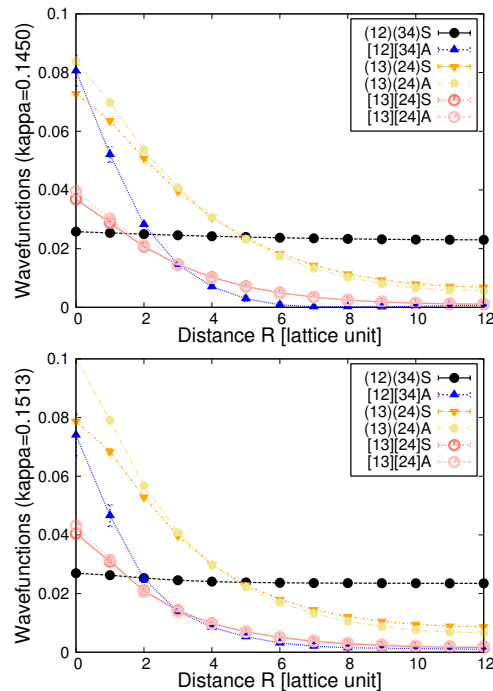 Wavefunctions (kappa=0.1450)
0.1
0.08
0.06
0.04
0.02
0
(12)(34)S
[12][34]A
(13)(24)S
(13)(24)A
[13][24]S
[13][24]A
0 2 4 6 8 10 12
Distance R [lattice unit]
Wavefunctions (kappa=0.1513)
0.1
0.08
0.06
0.04
0.02
0
(12)(34)S
[12][34]A
(13)(24)S
(13)(24)A
[13][24]S
[13][24]A
0 2 4 6 8 10 12
Distance R [lattice unit]